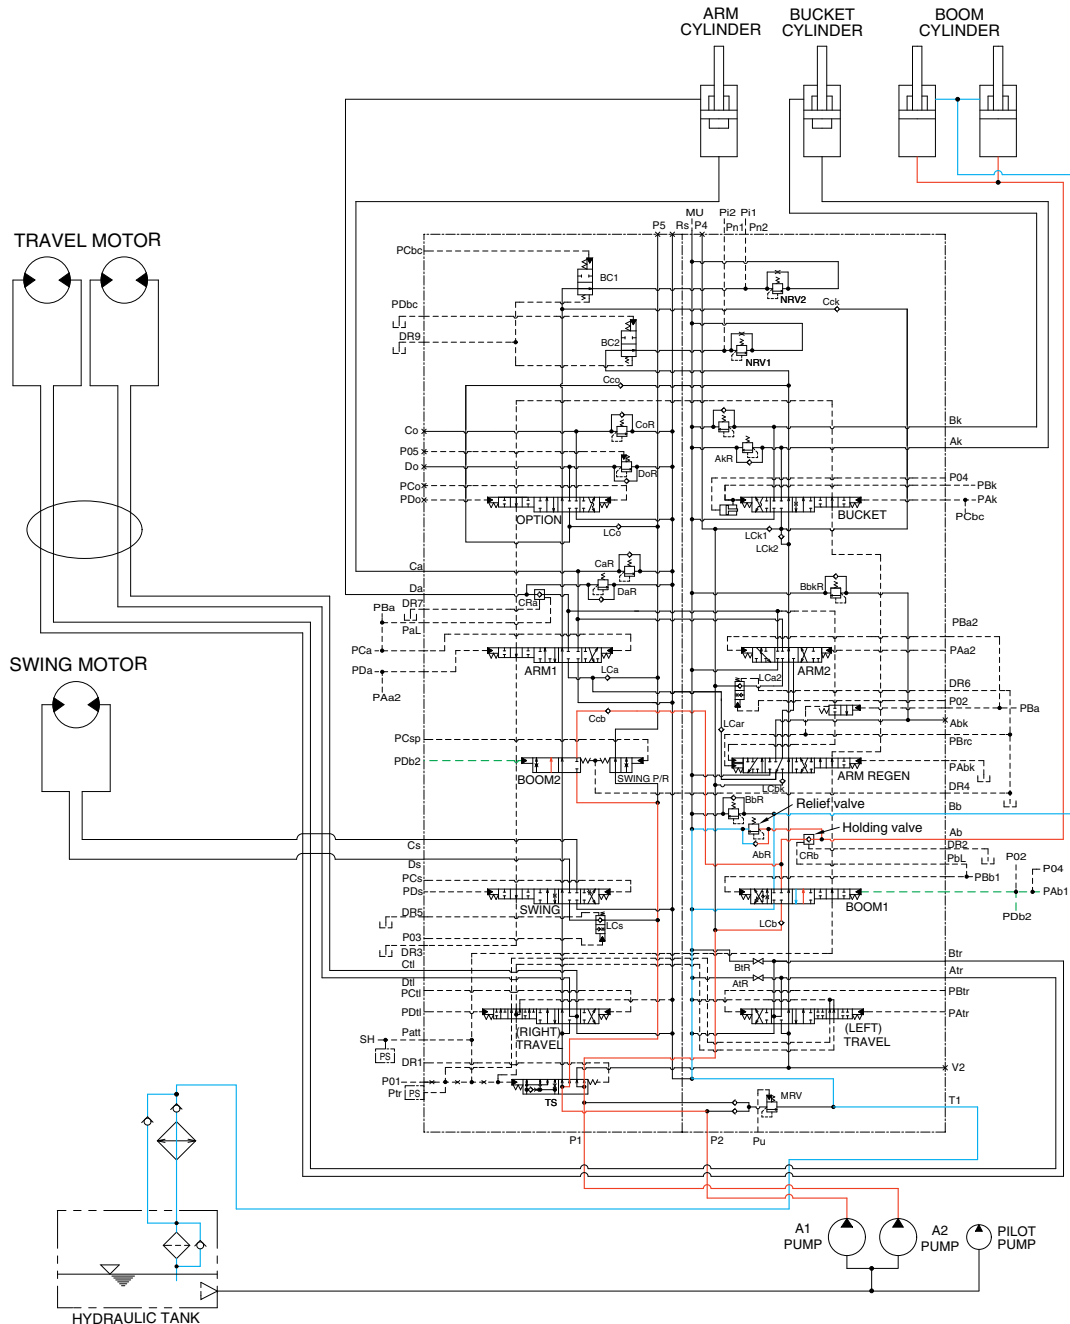 ARM
CYLINDER
BUCKET
CYLINDER
BOOM
CYLINDER
TRAVEL MOTOR
SWING MOTOR
P5
Rs
MU
P4
Pi2
Pi1
Pn1
Pn2
PCbc
BC1
NRV2
Cck
PDbc
DR9
BC2
NRV1
Cco
Co
CoR
Bk
P05
Ak
Do
DoR
AkR
PCo
P04
PBk
PDo
PAk
OPTION
BUCKET
PCbc
LCo
LCk1
LCk2
Ca
CaR
Da
DaR
BbkR
CRa
PBa
DR7
PaL
PBa2
PCa
PAa2
PDa
ARM1
ARM2
LCa
LCa2
DR6
PAa2
P02
PBa
Ccb
LCar
Abk
PCsp
PBrc
PDb2
BOOM2
SWING P/R
ARM REGEN
PAbk
LCbk
DR4
BbR
Relief valve
Bb
Holding valve
Ab
Cs
AbR
CRb
DR2
Ds
PbL
P02
PCs
PBb1
P04
PDs
PAb1
SWING
BOOM1
DR5
LCs
LCb
PDb2
P03
DR3
Btr
Ctl
BtR
Atr
Dtl
AtR
PCtl
PBtr
PDtl
PAtr
(RIGHT)
TRAVEL
(LEFT)
TRAVEL
Patt
SH
PS
DR1
V2
P01
Ptr
PS
TS
MRV
T1
P1
P2
Pu
A1
PUMP
A2
PUMP
PILOT
PUMP
HYDRAULIC TANK